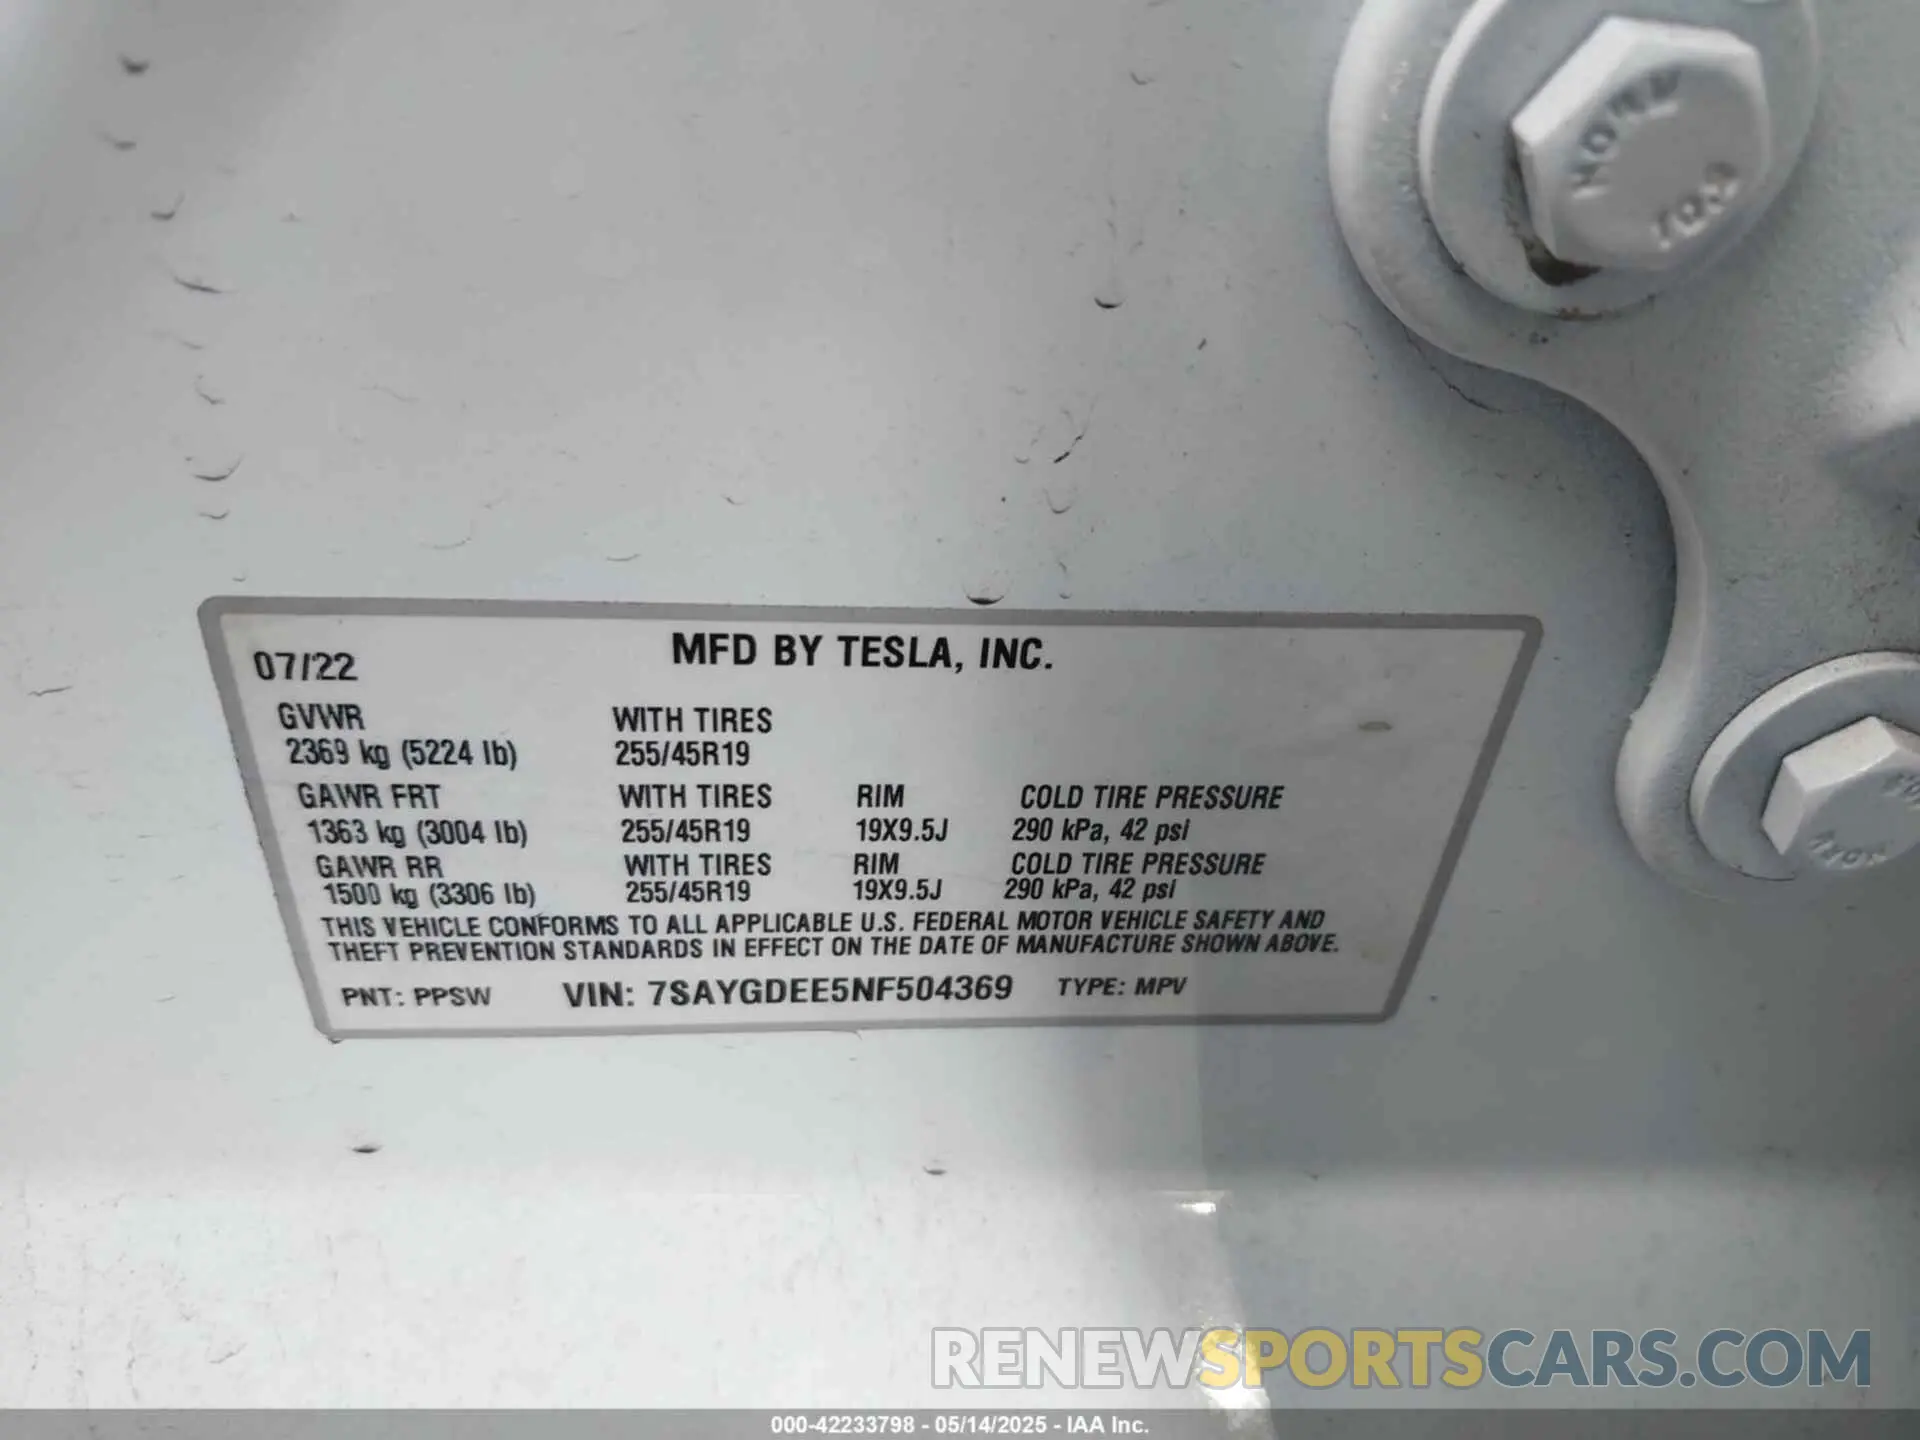 07/22 MFD BY TESLA, INC.
GVWR WITH TIRES
2369 kg (5224 lb) 255/45R19
GAWR FRT WITH TIRES RIM COLD TIRE PRESSURE
1363 kg (3004 lb) 255/45R19 19X9.5J 290 kPa, 42 psi
GAWR RR WITH TIRES RIM COLD TIRE PRESSURE
1500 kg (3306 lb) 255/45R19 19X9.5J 290 kPa, 42 psi
THIS VEHICLE CONFORMS TO ALL APPLICABLE U.S. FEDERAL MOTOR VEHICLE SAFETY AND
THEFT PREVENTION STANDARDS IN EFFECT ON THE DATE OF MANUFACTURE SHOWN ABOVE.
PNT: PPSW VIN: 7SAYGDEE5NF504369 TYPE: MPV
RENEWSPORTSCARS.COM
000-42233798 - 05/14/2025 - IAA Inc.